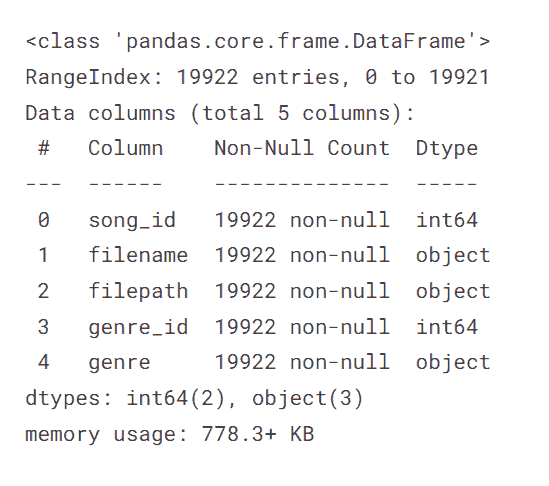 <class 'pandas.core.frame.DataFrame'>
RangeIndex: 19922 entries, 0 to 19921
Data columns (total 5 columns):
 #   Column    Non-Null Count  Dtype
---  ------    --------------  -----
 0   song_id   19922 non-null  int64
 1   filename  19922 non-null  object
 2   filepath  19922 non-null  object
 3   genre_id  19922 non-null  int64
 4   genre     19922 non-null  object
dtypes: int64(2), object(3)
memory usage: 778.3+ KB